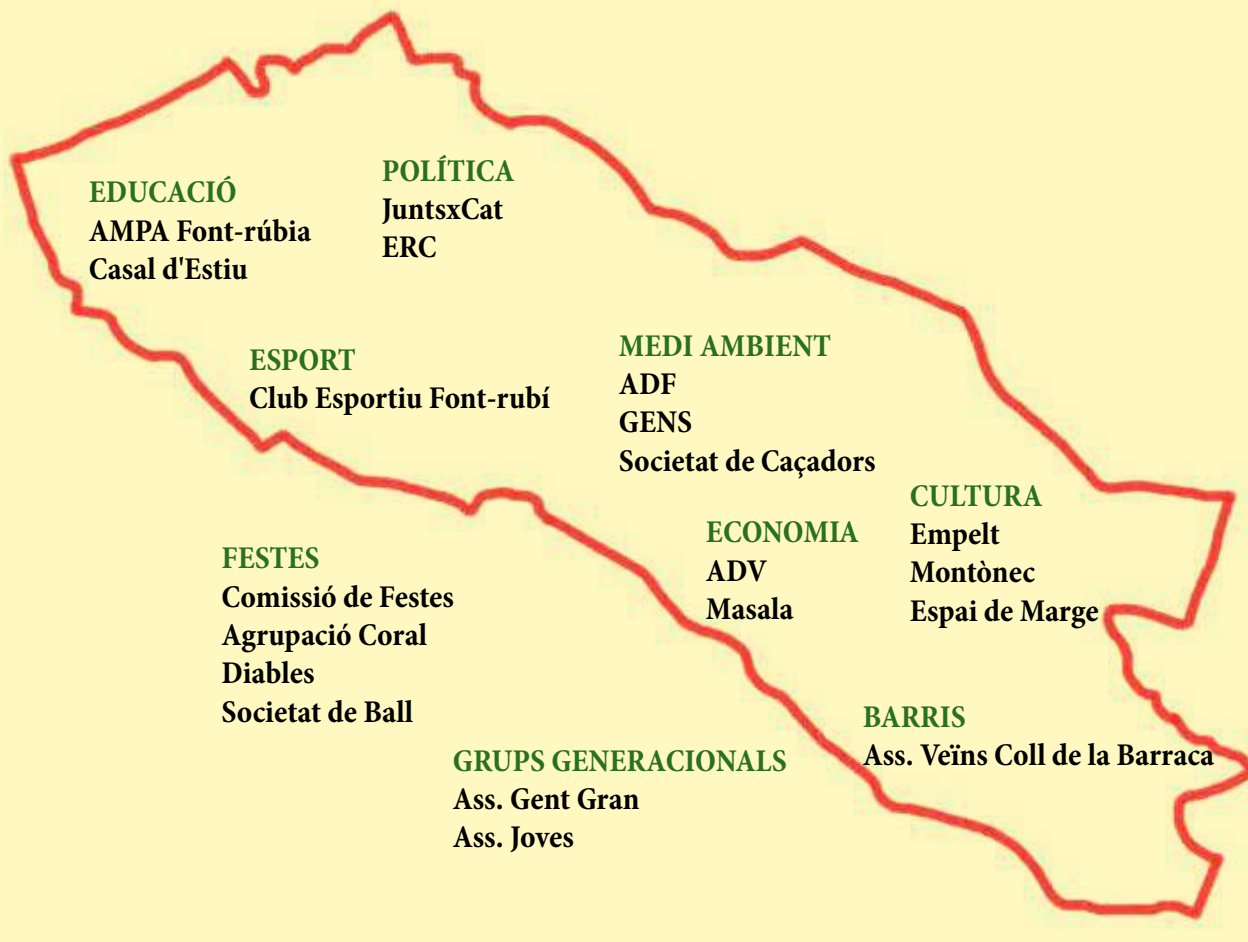 EDUCACIÓ
AMPA Font-rúbia
Casal d'Estiu
POLÍTICA
JuntsxCat
ERC
ESPORT
Club Esportiu Font-rubí
MEDI AMBIENT
ADF
GENS
Societat de Caçadors
CULTURA
Empelt
Montònec
Espai de Marge
ECONOMIA
ADV
Masala
FESTES
Comissió de Festes
Agrupació Coral
Diables
Societat de Ball
BARRIS
Ass. Veïns Coll de la Barraca
GRUPS GENERACIONALS
Ass. Gent Gran
Ass. Joves